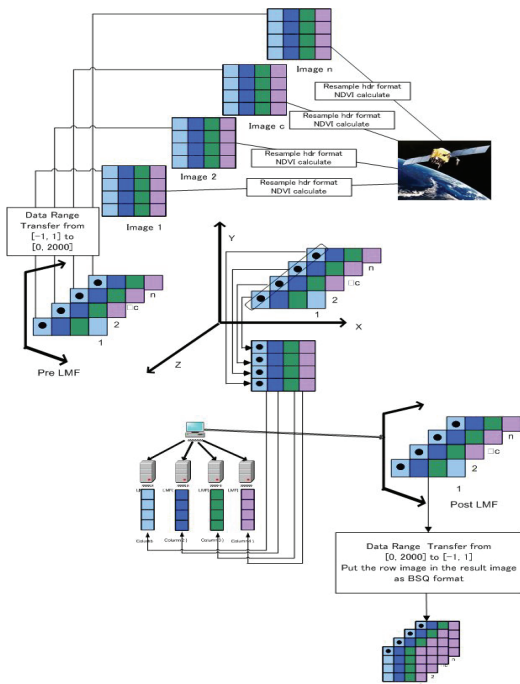 Image n
Resample hdr format
NDVI calculate
Image c
Resample hdr format
NDVI calculate
Image 2
Resample hdr format
NDVI calculate
Image 1
Resample hdr format
NDVI calculate
Data Range
Transfer from
[-1, 1] to
[0, 2000]
n
□c
2
1
Pre LMF
Y
n
□c
2
1
X
Z
n
□c
2
1
Post LMF
Data Range Transfer from
[0, 2000] to [-1, 1]
Put the row image in the result image
as BSQ format
n
2